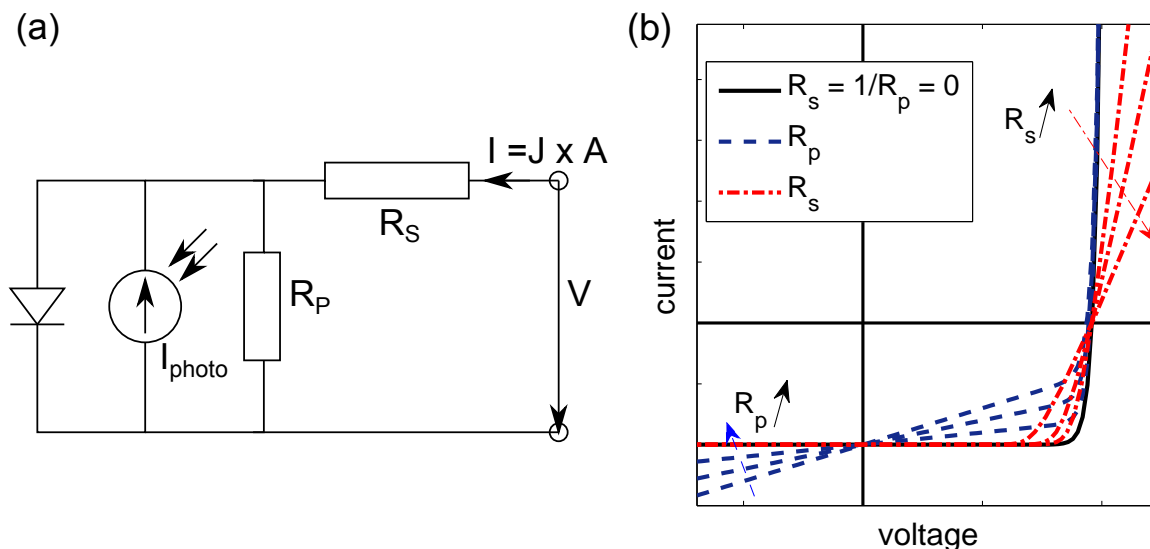 (a)
I =J x A
R_S
R_P
V
I_photo
(b)
R_s = 1/R_p = 0
R_p
R_s
R_s
R_p
current
voltage